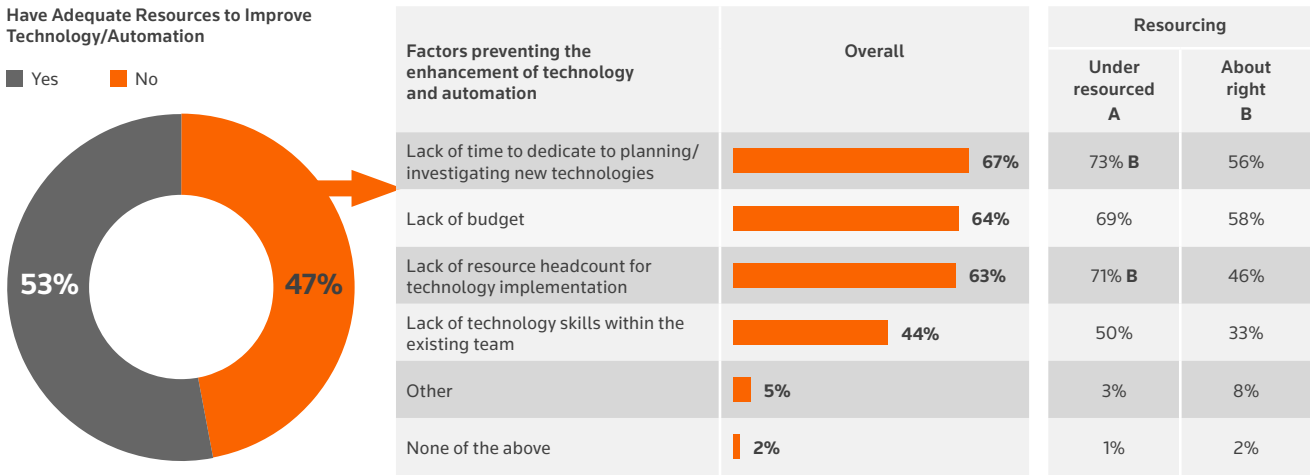 Have Adequate Resources to Improve
Technology/Automation
Yes No
53%
47%
Factors preventing the
enhancement of technology
and automation
Overall
Resourcing
Under
resourced
A
About
right
B
Lack of time to dedicate to planning/
investigating new technologies
67% 73% B 56%
Lack of budget
64% 69% 58%
Lack of resource headcount for
technology implementation
63% 71% B 46%
Lack of technology skills within the
existing team
44% 50% 33%
Other
5% 3% 8%
None of the above
2% 1% 2%